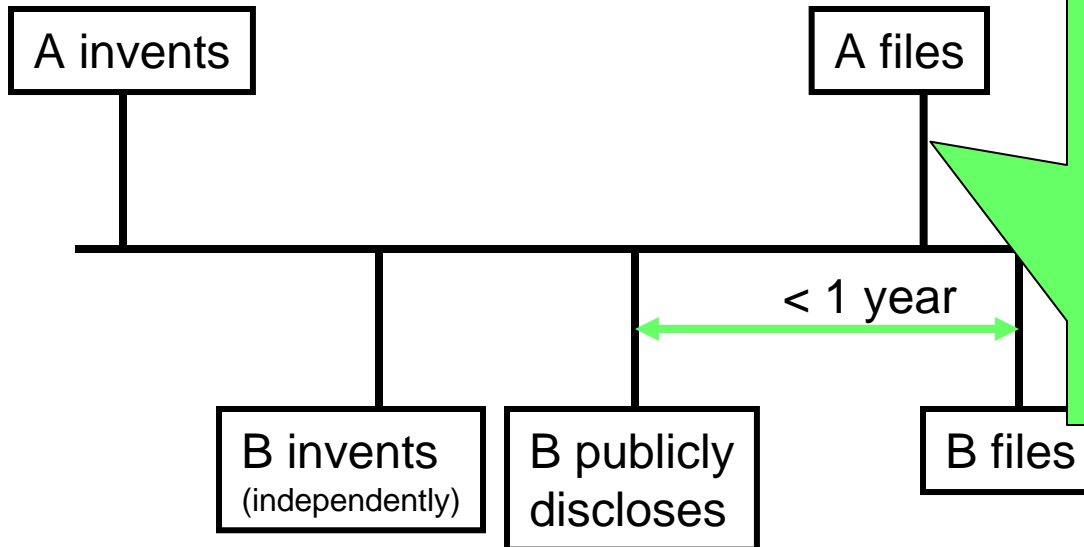 A invents
A files
< 1 year
B invents
(independently)
B publicly
discloses
B files